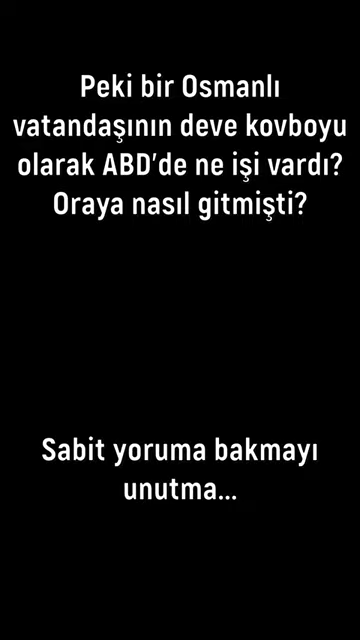 Peki bir Osmanlı
vatandaşının deve kovboyu
olarak ABD'de ne işi vardı?
Oraya nasıl gitmişti?
Sabit yoruma bakmayı
unutma...